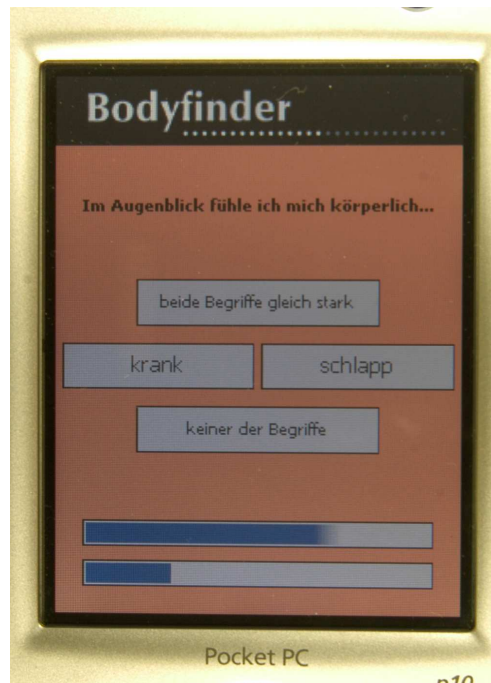 Bodyfinder
Im Augenblick fühle ich mich körperlich...
beide Begriffe gleich stark
krank
schlapp
keiner der Begriffe
Pocket PC